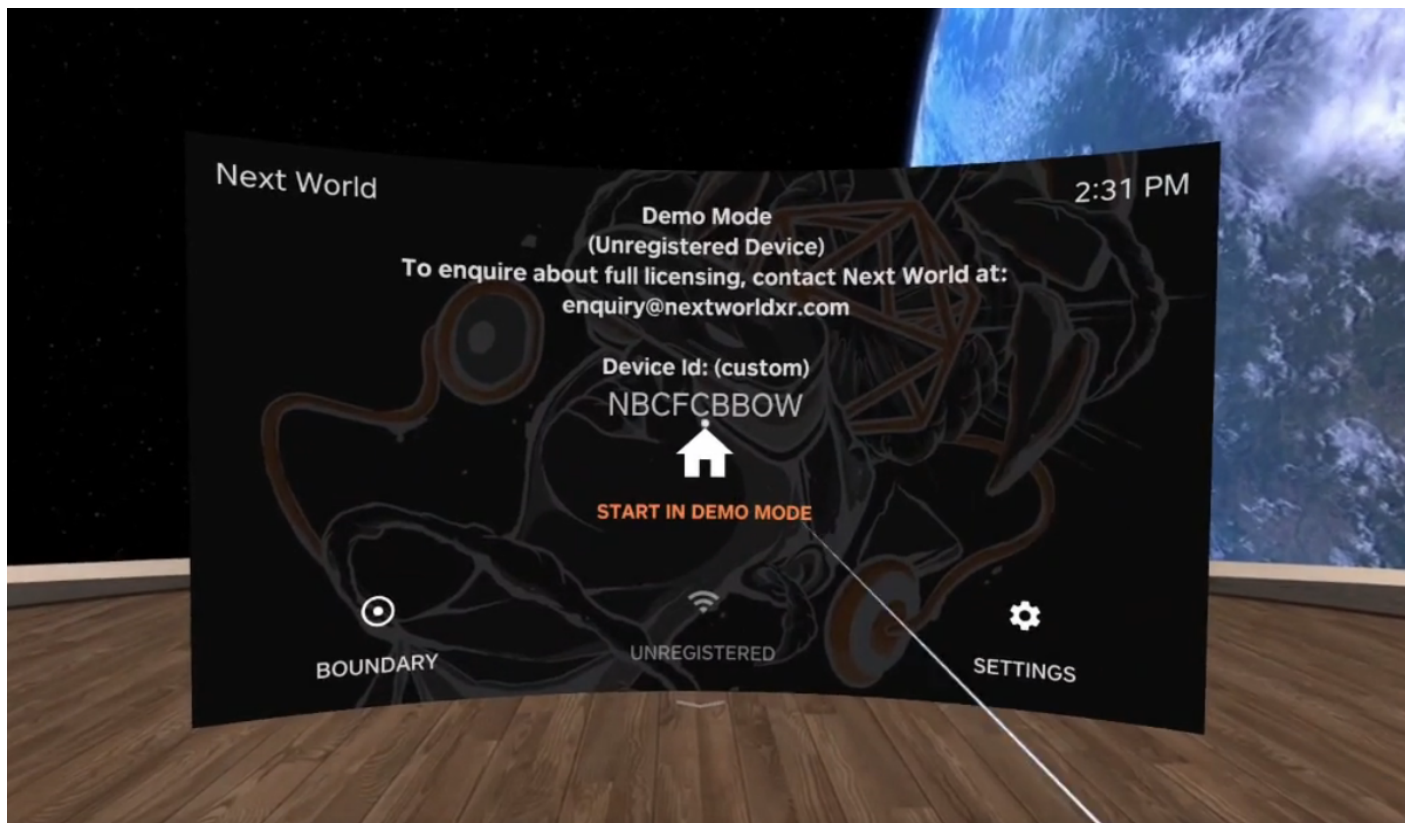 Next World
2:31 PM
Demo Mode
(Unregistered Device)
To enquire about full licensing, contact Next World at:
enquiry@nextworldxr.com
Device Id: (custom)
NBCFCBBOW
START IN DEMO MODE
BOUNDARY
UNREGISTERED
SETTINGS